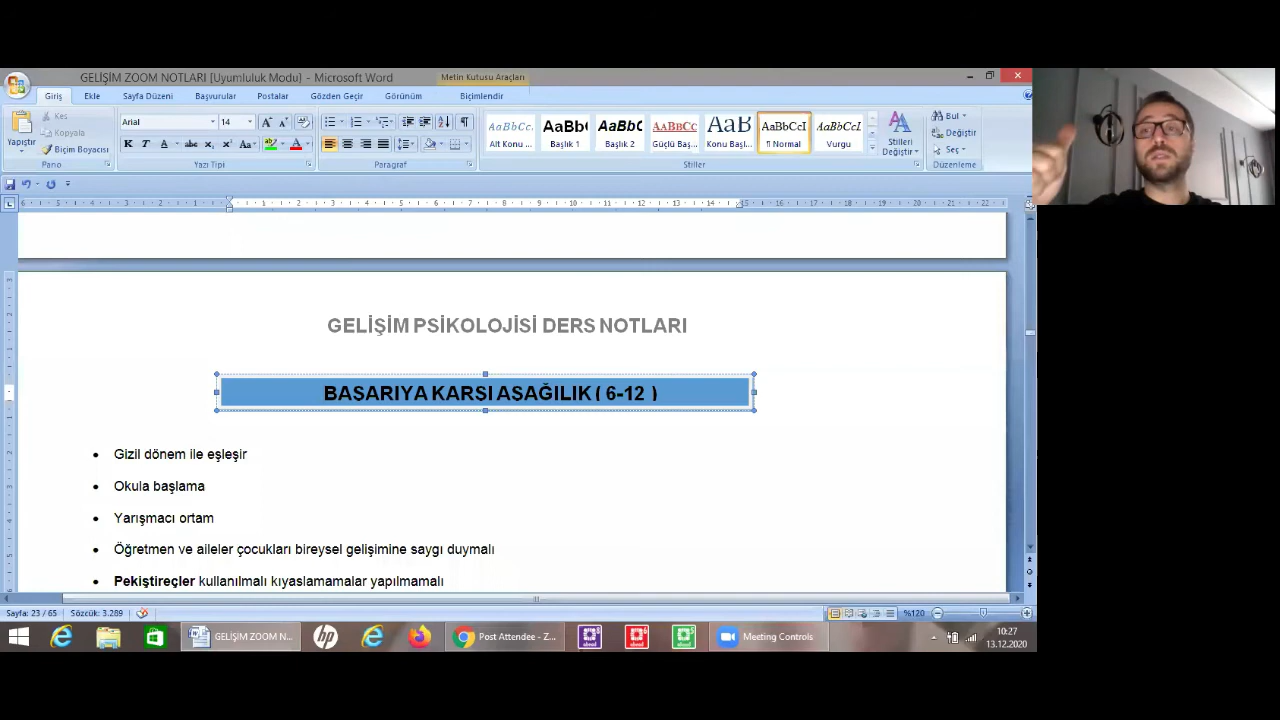 GELİŞİM ZOOM NOTLARI [Uyumluluk Modu] - Microsoft Word
Metin Kutusu Araçları
Giriş Ekle Sayfa Düzeni Başvurular Postalar Gözden Geçir Görünüm Biçimlendir
Yapıştır
Kes
Kopyala
Biçim Boyacısı
Pano
Arial 14
Yazı Tipi
Paragraf
AaBbCc. AaBbC AaBbC AABBCC AaB AaBbCcI AaBbCcI
Alt Konu ... Başlık 1 Başlık 2 Güçlü Baş... Konu Başl... ¶ Normal Vurgu
Stiller
Stilleri Değiştir
Bul
Değiştir
Seç
Düzenleme
GELİŞİM PSİKOLOJİSİ DERS NOTLARI
BAŞARIYA KARŞI AŞAĞILIK ( 6-12 )
• Gizil dönem ile eşleşir
• Okula başlama
• Yarışmacı ortam
• Öğretmen ve aileler çocukları bireysel gelişimine saygı duymalı
• Pekiştireçler kullanılmalı kıyaslamamalar yapılmamalı
Sayfa: 23 / 65 Sözcük: 3.289 %120
GELİŞİM ZOOM N... Post Attendee - Z... Meeting Controls
10:27
13.12.2020